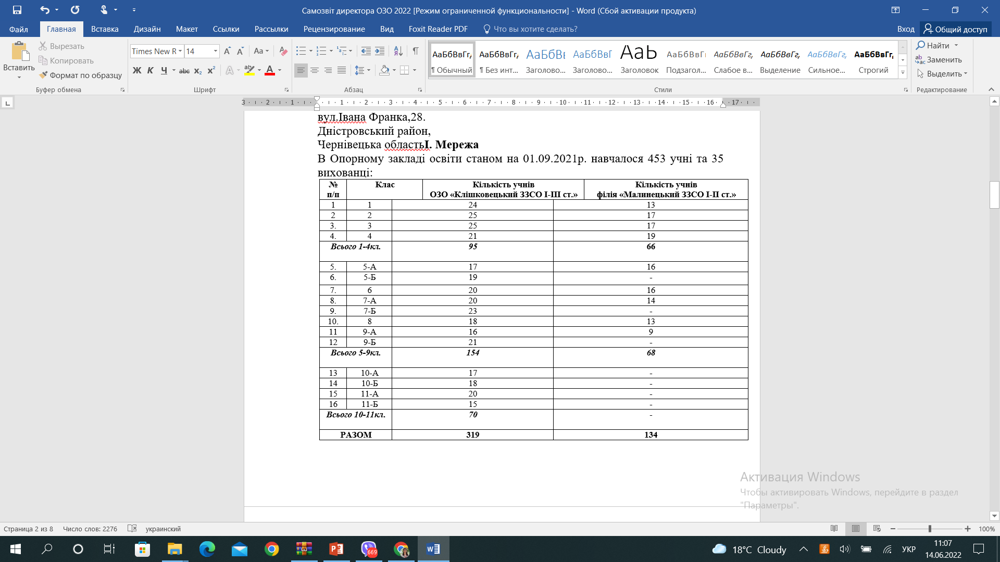 Самозвіт директора ОЗО 2022 [Режим ограниченной функциональности] - Word (Сбой активации продукта)
Файл Главная Вставка Дизайн Макет Ссылки Рассылки Рецензирование Вид Foxit Reader PDF Что вы хотите сделать? Вход Общий доступ
Вставить
Вырезать
Копировать
Формат по образцу
Буфер обмена
Times New R 14
Шрифт
Абзац
АаБбВвГг, АаБбВвГг, АаБбВı АаБбВвГ АаЬ АаБбВвГı АаБбВвГг, АаБбВвГг, АаБбВвГг, АаБбВвГг,
¶ Обычный ¶ Без инт... Заголово... Заголово... Заголовок Подзагол... Слабое в... Выделение Сильное... Строгий
Стили
Найти
Заменить
Выделить
Редактирование
3 2 1 1 2 3 4 5 6 7 8 9 10 11 12 13 14 15 16 17
вул.Івана Франка,28.
Дністровський район,
Чернівецька областьІ. Мережа
В Опорному закладі освіти станом на 01.09.2021р. навчалося 453 учні та 35
вихованці:
№ п/п Клас Кількість учнів ОЗО «Клішковецький ЗЗСО І-ІІІ ст.» Кількість учнів філія «Малинецький ЗЗСО І-ІІ ст.»
1 1 24 13
2 2 25 17
3. 3 25 17
4. 4 21 19
Всього 1-4кл. 95 66
5. 5-А 17 16
6. 5-Б 19 -
7. 6 20 16
8. 7-А 20 14
9. 7-Б 23 -
10. 8 18 13
11 9-А 16 9
12 9-Б 21 -
Всього 5-9кл. 154 68
13 10-А 17 -
14 10-Б 18 -
15 11-А 20 -
16 11-Б 15 -
Всього 10-11кл. 70 -
РАЗОМ 319 134
Активация Windows
Чтобы активировать Windows, перейдите в раздел
"Параметры".
Страница 2 из 8 Число слов: 2276 украинский 100%
669 18°C Cloudy УКР 11:07
14.06.2022